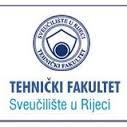 SVEUČILIŠTE U RIJECI
TEHNIČKI FAKULTET
TEHNIČKI FAKULTET
Sveučilište u Rijeci